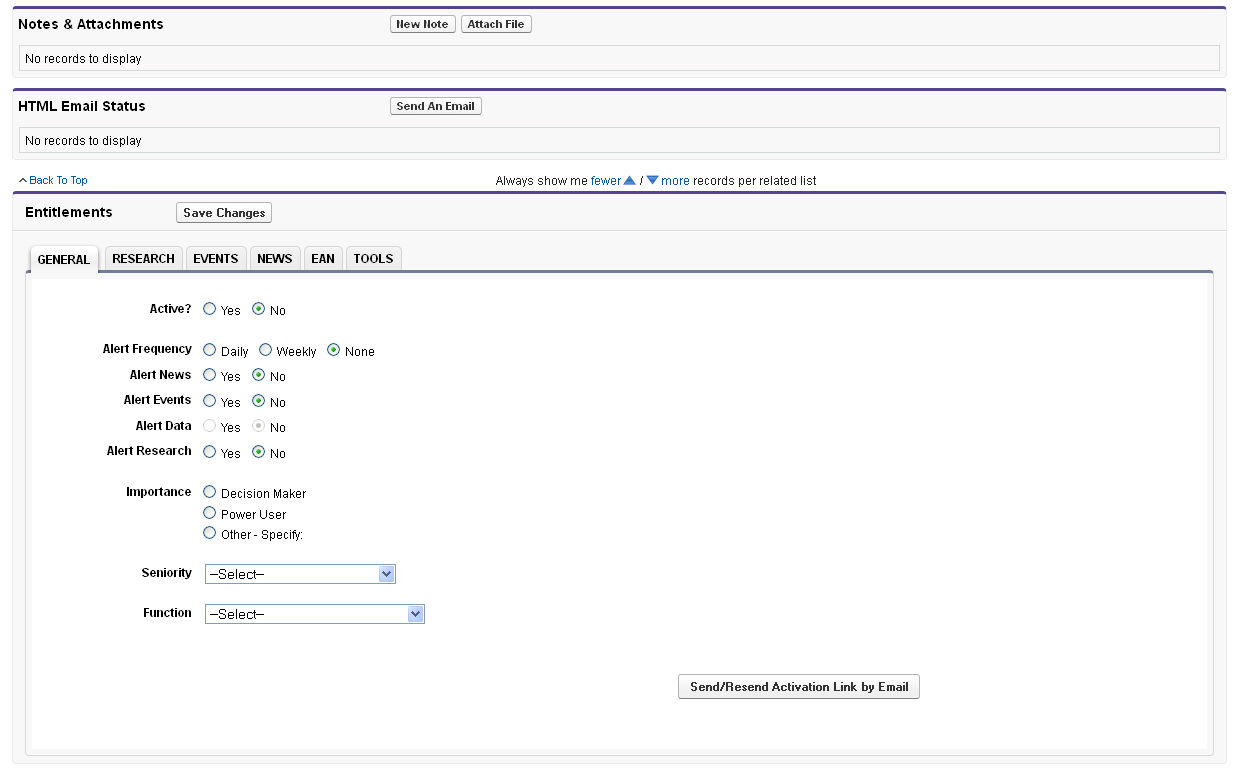 Notes & Attachments New Note Attach File
No records to display
HTML Email Status Send An Email
No records to display
Back To Top Always show me fewer / more records per related list
Entitlements Save Changes
GENERAL RESEARCH EVENTS NEWS EAN TOOLS
Active? Yes No
Alert Frequency Daily Weekly None
Alert News Yes No
Alert Events Yes No
Alert Data Yes No
Alert Research Yes No
Importance Decision Maker
Power User
Other - Specify:
Seniority --Select--
Function --Select--
Send/Resend Activation Link by Email